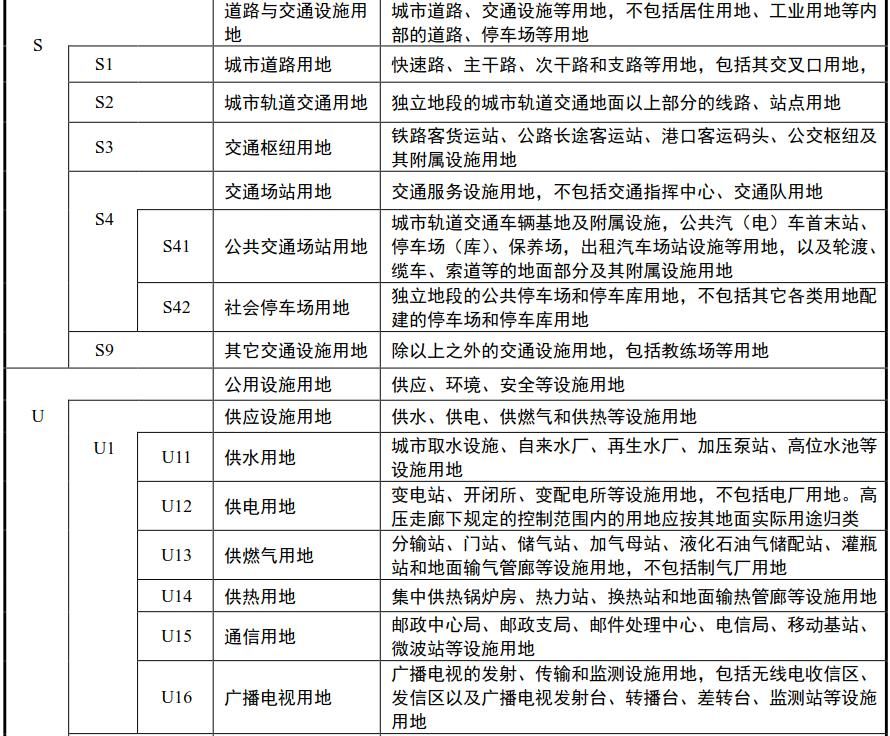 道路与交通设施用
地
城市道路、交通设施等用地，不包括居住用地、工业用地等内
部的道路、停车场等用地
S
S1
城市道路用地
快速路、主干路、次干路和支路等用地，包括其交叉口用地，
S2
城市轨道交通用地
独立地段的城市轨道交通地面以上部分的线路、站点用地
S3
交通枢纽用地
铁路客货运站、公路长途客运站、港口客运码头、公交枢纽及
其附属设施用地
S4
交通场站用地
交通服务设施用地，不包括交通指挥中心、交通队用地
S41
公共交通场站用地
城市轨道交通车辆基地及附属设施，公共汽（电）车首末站、
停车场（库）、保养场，出租汽车场站设施等用地，以及轮渡、
缆车、索道等的地面部分及其附属设施用地
S42
社会停车场用地
独立地段的公共停车场和停车库用地，不包括其它各类用地配
建的停车场和停车库用地
S9
其它交通设施用地
除以上之外的交通设施用地，包括教练场等用地
U
公用设施用地
供应、环境、安全等设施用地
U1
供应设施用地
供水、供电、供燃气和供热等设施用地
U11
供水用地
城市取水设施、自来水厂、再生水厂、加压泵站、高位水池等
设施用地
U12
供电用地
变电站、开闭所、变配电所等设施用地，不包括电厂用地。高
压走廊下规定的控制范围内的用地应按其地面实际用途归类
U13
供燃气用地
分输站、门站、储气站、加气母站、液化石油气储配站、灌瓶
站和地面输气管廊等设施用地，不包括制气厂用地
U14
供热用地
集中供热锅炉房、热力站、换热站和地面输热管廊等设施用地
U15
通信用地
邮政中心局、邮政支局、邮件处理中心、电信局、移动基站、
微波站等设施用地
U16
广播电视用地
广播电视的发射、传输和监测设施用地，包括无线电收信区、
发信区以及广播电视发射台、转播台、差转台、监测站等设施
用地